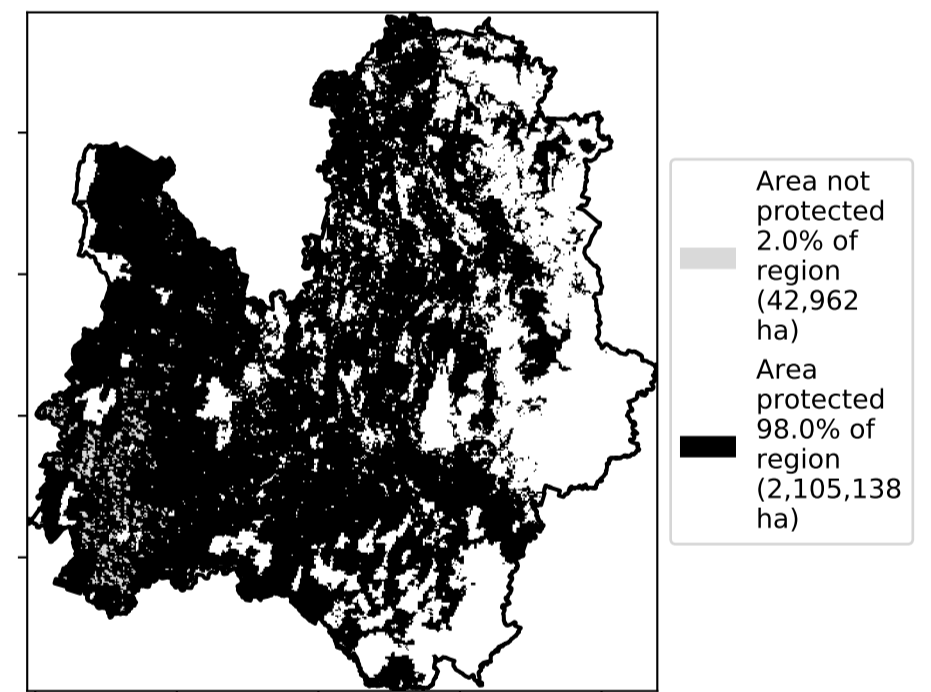 Area not
protected
2.0% of
region
(42,962
ha)
Area
protected
98.0% of
region
(2,105,138
ha)